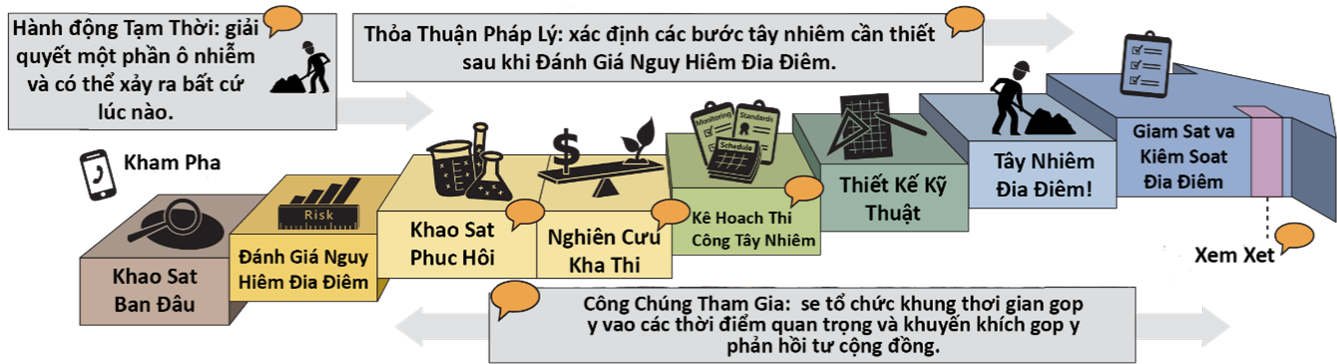 Hành động Tạm Thời: giải
quyết một phần ô nhiễm
và có thể xảy ra bất cứ
lúc nào.
Thỏa Thuận Pháp Lý: xác định các bước tây nhiêm cần thiết
sau khi Đánh Giá Nguy Hiêm Đia Điêm.
Kham Pha
Khao Sat
Ban Đâu
Risk
Đánh Giá Nguy
Hiêm Đia Điêm
Khao Sat
Phuc Hôi
$
Nghiên Cưu
Kha Thi
Monitoring
Standards
Schedule
Kê Hoach Thi
Công Tây Nhiêm
Thiết Kế Kỹ
Thuật
Tây Nhiêm
Đia Điêm!
Giam Sat va
Kiêm Soat
Đia Điêm
Xem Xet
Công Chúng Tham Gia: se tổ chức khung thơi gian gop
y vao các thời điểm quan trọng và khuyến khích gop y
phản hồi tư cộng đồng.